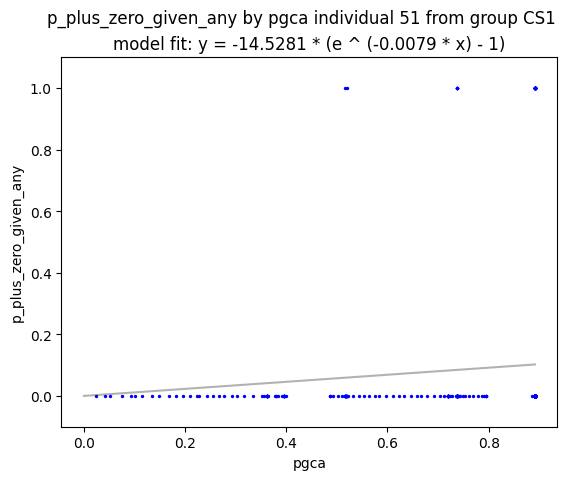 p_plus_zero_given_any by pgca individual 51 from group CS1
model fit: y = -14.5281 * (e ^ (-0.0079 * x) - 1)
1.0
0.8
0.6
0.4
0.2
0.0
p_plus_zero_given_any
0.0 0.2 0.4 0.6 0.8
pgca